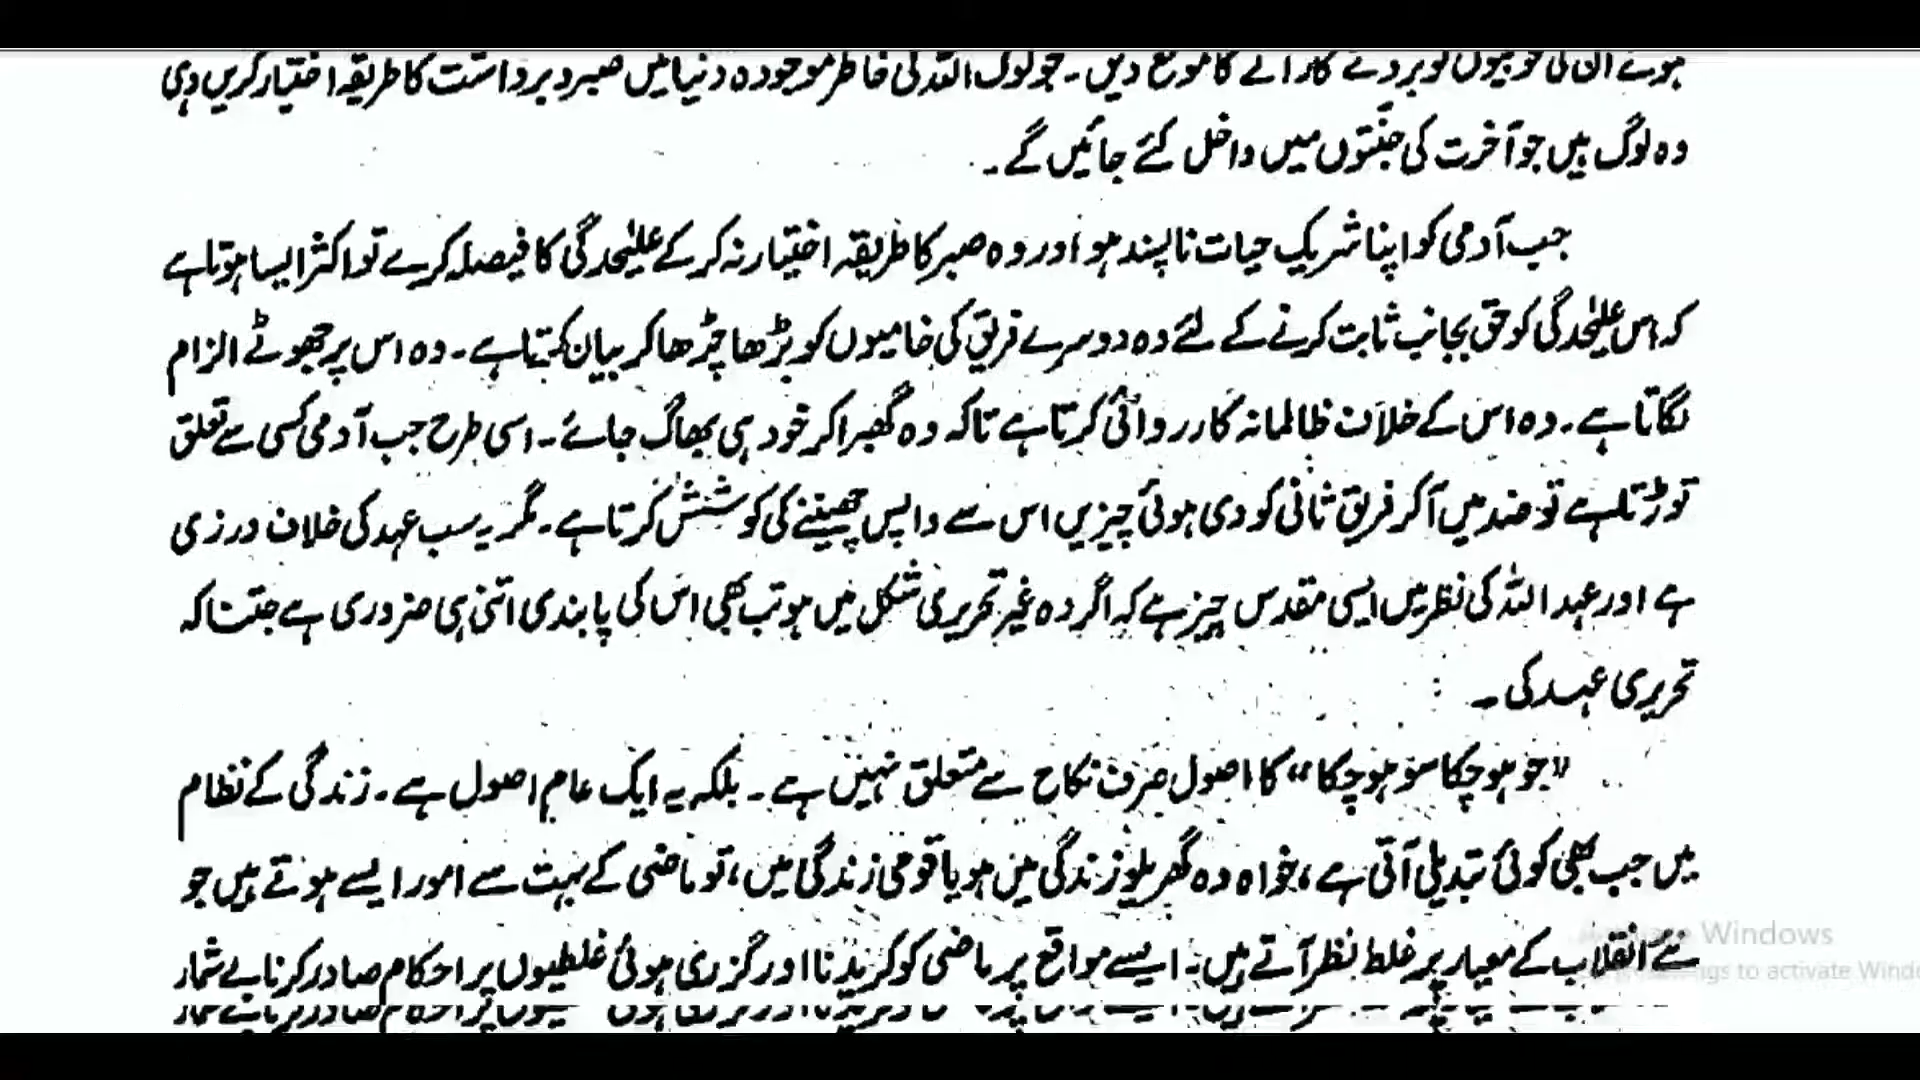 ہوئے ان کی خوبیوں کو بروئے کار آنے کا موقع دیں۔ جو لوگ اللہ کی خاطر موجودہ دنیا میں صبر و برداشت کا طریقہ اختیار کریں وہی
وہ لوگ ہیں جو آخرت کی جنتوں میں داخل کئے جائیں گے۔
جب آدمی کو اپنا شریک حیات ناپسند ہو اور وہ صبر کا طریقہ اختیار نہ کر کے علیٰحدگی کا فیصلہ کرے تو اکثر ایسا ہوتا ہے
کہ اس علیٰحدگی کو حق بجانب ثابت کرنے کے لئے وہ دوسرے فریق کی خامیوں کو بڑھا چڑھا کر بیان کرتا ہے۔ وہ اس پر جھوٹے الزام
لگاتا ہے۔ وہ اس کے خلاف ظالمانہ کارروائی کرتا ہے تاکہ وہ گھبرا کر خود ہی بھاگ جائے۔ اسی طرح جب آدمی کسی سے تعلق
توڑتا ہے تو ضد میں آکر فریق ثانی کو دی ہوئی چیزیں اس سے واپس چھیننے کی کوشش کرتا ہے۔ مگر یہ سب عہد کی خلاف ورزی
ہے اور عہد اللہ کی نظر میں ایسی مقدس چیز ہے کہ اگر وہ غیر تحریری شکل میں ہو تب بھی اس کی پابندی اتنی ہی ضروری ہے جتنا کہ
تحریری عہد کی۔
”جو ہو چکا سو ہو چکا“ کا اصول صرف نکاح سے متعلق نہیں ہے۔ بلکہ یہ ایک عام اصول ہے۔ زندگی کے نظام
میں جب بھی کوئی تبدیلی آتی ہے، خواہ وہ گھریلو زندگی میں ہو یا قومی زندگی میں، تو ماضی کے بہت سے امور ایسے ہوتے ہیں جو
نئے انقلاب کے معیار پر غلط نظر آتے ہیں۔ ایسے مواقع پر ماضی کو کریدنا اور گزری ہوئی غلطیوں پر احکام صادر کرنا بے شمار
Windows
to activate